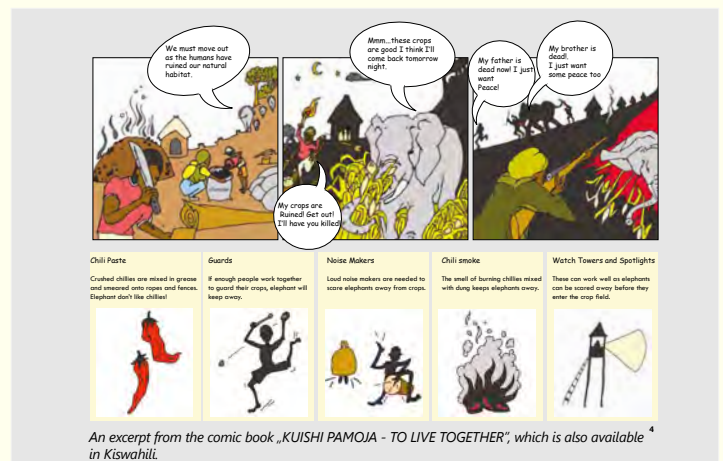 We must move out
as the humans have
ruined our natural
habitat.
Mmm...these crops
are good I think I'll
come back tomorrow
night.
My crops are
Ruined! Get out!
I'll have you killed!
My father is
dead now! I just
want
Peace!
My brother is
dead!.
I just want
some peace too
Chili Paste
Crushed chillies are mixed in grease
and smeared onto ropes and fences.
Elephant don't like chillies!
Guards
If enough people work together
to guard their crops, elephant will
keep away.
Noise Makers
Loud noise makers are needed to
scare elephants away from crops.
Chili smoke
The smell of burning chillies mixed
with dung keeps elephants away.
Watch Towers and Spotlights
These can work well as elephants
can be scared away before they
enter the crop field.
An excerpt from the comic book „KUISHI PAMOJA - TO LIVE TOGETHER", which is also available 4
in Kiswahili.